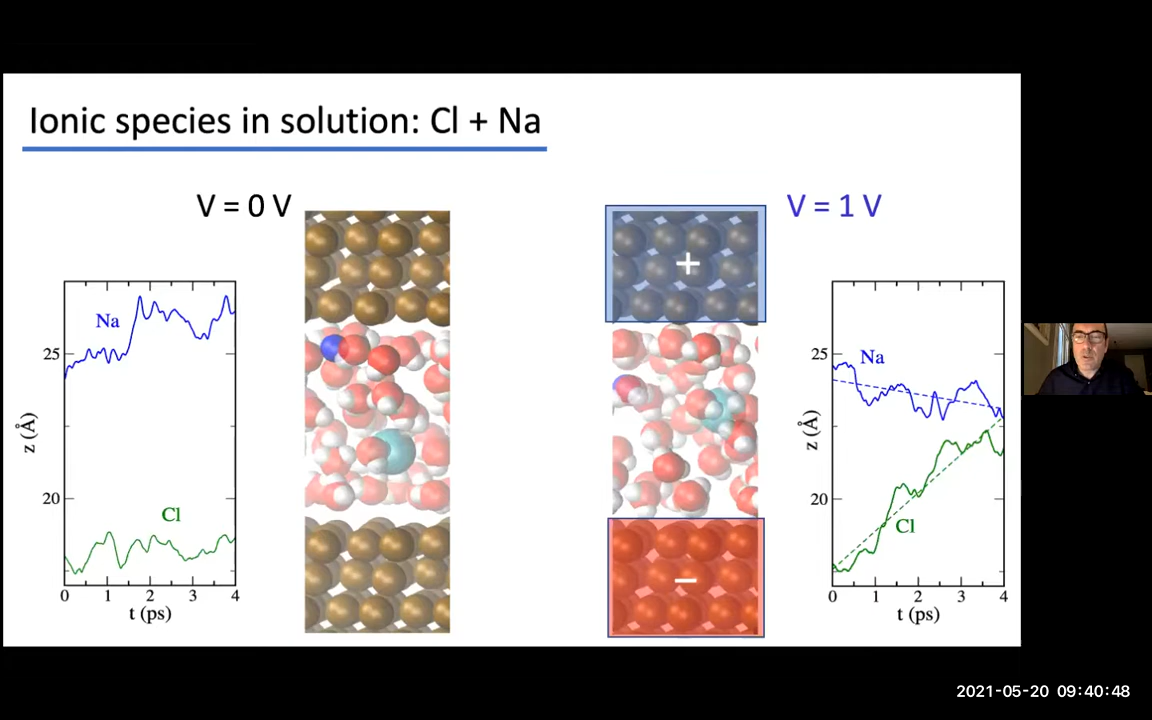 Ionic species in solution: Cl + Na
V = 0 V
V = 1 V
Na
25
z (Å)
20
Cl
0 1 2 3 4
t (ps)
+
−
Na
25
z (Å)
20
Cl
0 1 2 3 4
t (ps)
2021-05-20 09:40:48